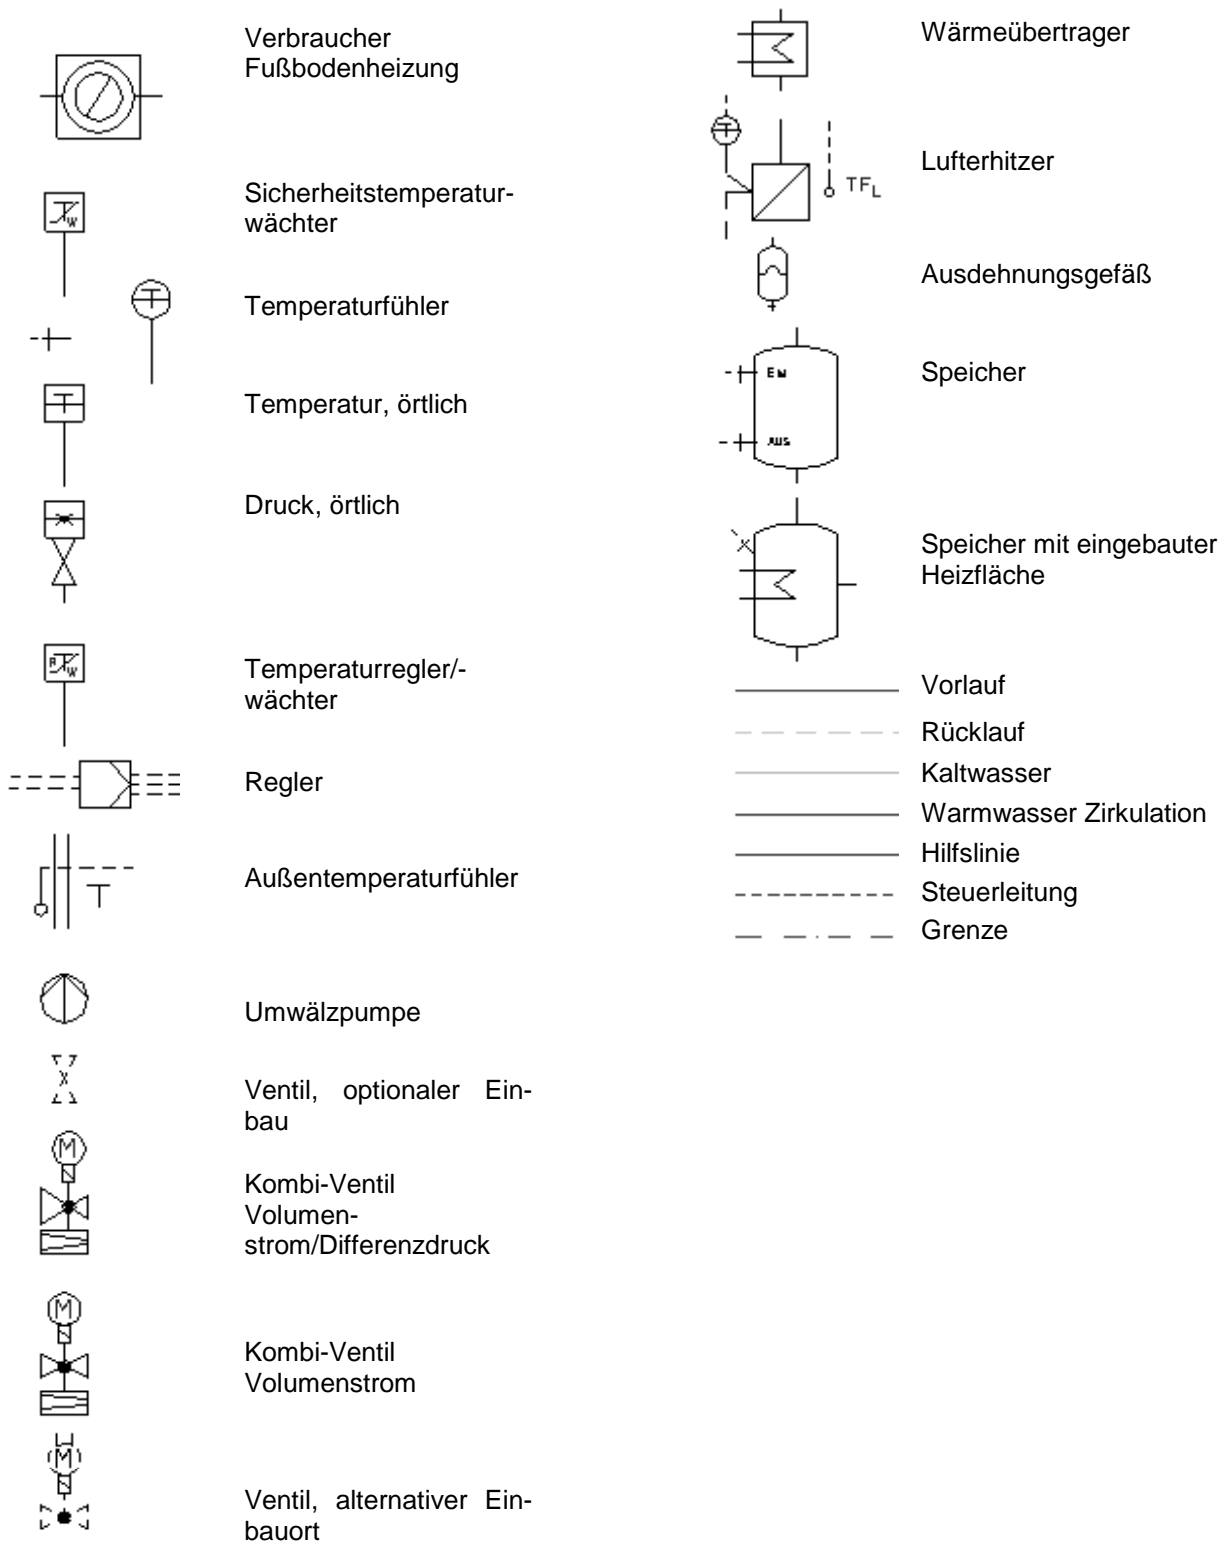 Verbraucher
Fußbodenheizung
W
Sicherheitstemperatur-
wächter
T
Temperaturfühler
T
Temperatur, örtlich
Druck, örtlich
R
W
Temperaturregler/-
wächter
Regler
T
Außentemperaturfühler
Umwälzpumpe
Ventil, optionaler Ein-
bau
M
Kombi-Ventil
Volumen-
strom/Differenzdruck
M
Kombi-Ventil
Volumenstrom
M
Ventil, alternativer Ein-
bauort
Wärmeübertrager
T
TFL
Lufterhitzer
Ausdehnungsgefäß
AUS
Speicher
Speicher mit eingebauter
Heizfläche
Vorlauf
Rücklauf
Kaltwasser
Warmwasser Zirkulation
Hilfslinie
Steuerleitung
Grenze